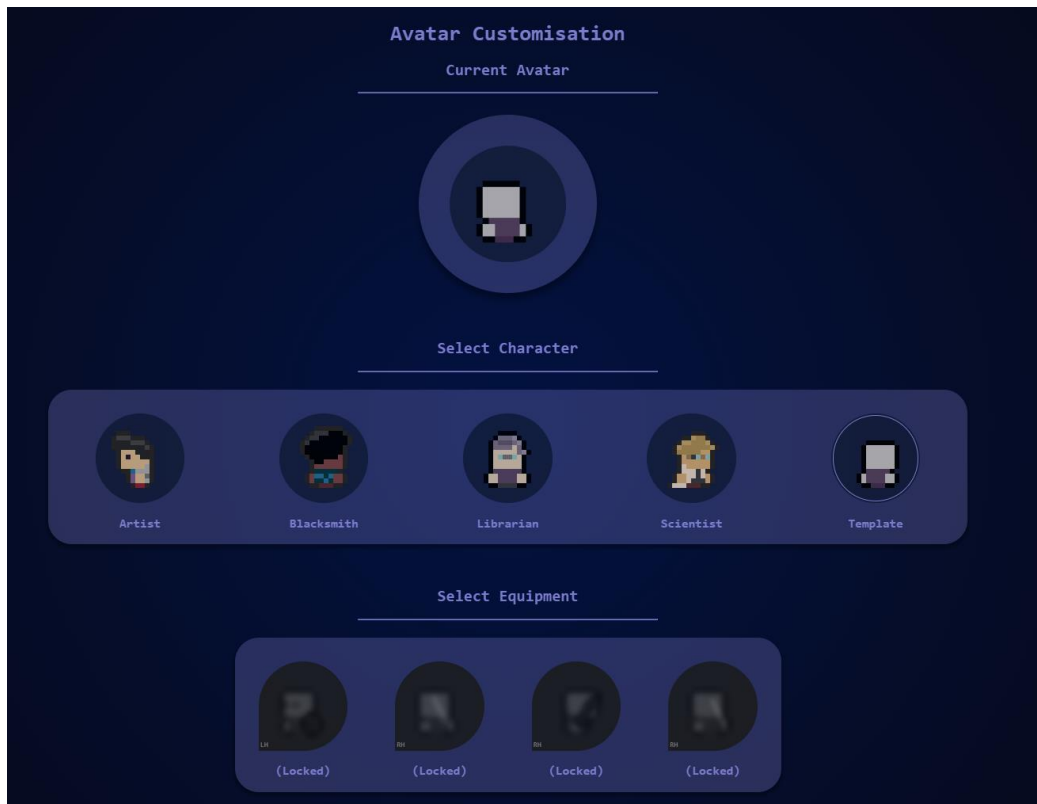 Avatar Customisation
Current Avatar
Select Character
Artist Blacksmith Librarian Scientist Template
Select Equipment
LH RH RH RH
(Locked) (Locked) (Locked) (Locked)